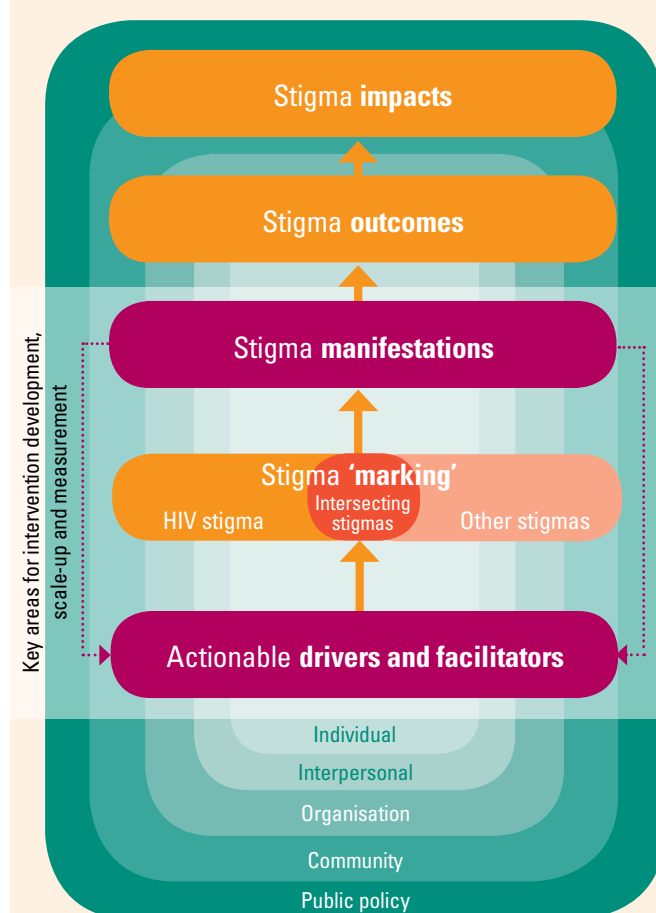 Stigma impacts
Stigma outcomes
Key areas for intervention development,
scale-up and measurement
Stigma manifestations
Stigma ‘marking’
HIV stigma
Intersecting
stigmas
Other stigmas
Actionable drivers and facilitators
Individual
Interpersonal
Organisation
Community
Public policy